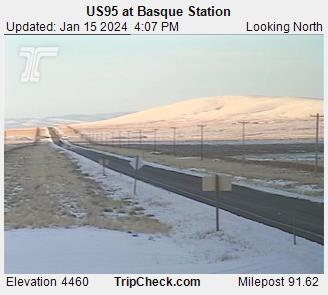 US95 at Basque Station
Updated: Jan 15 2024 4:07 PM Looking North
Elevation 4460 TripCheck.com Milepost 91.62